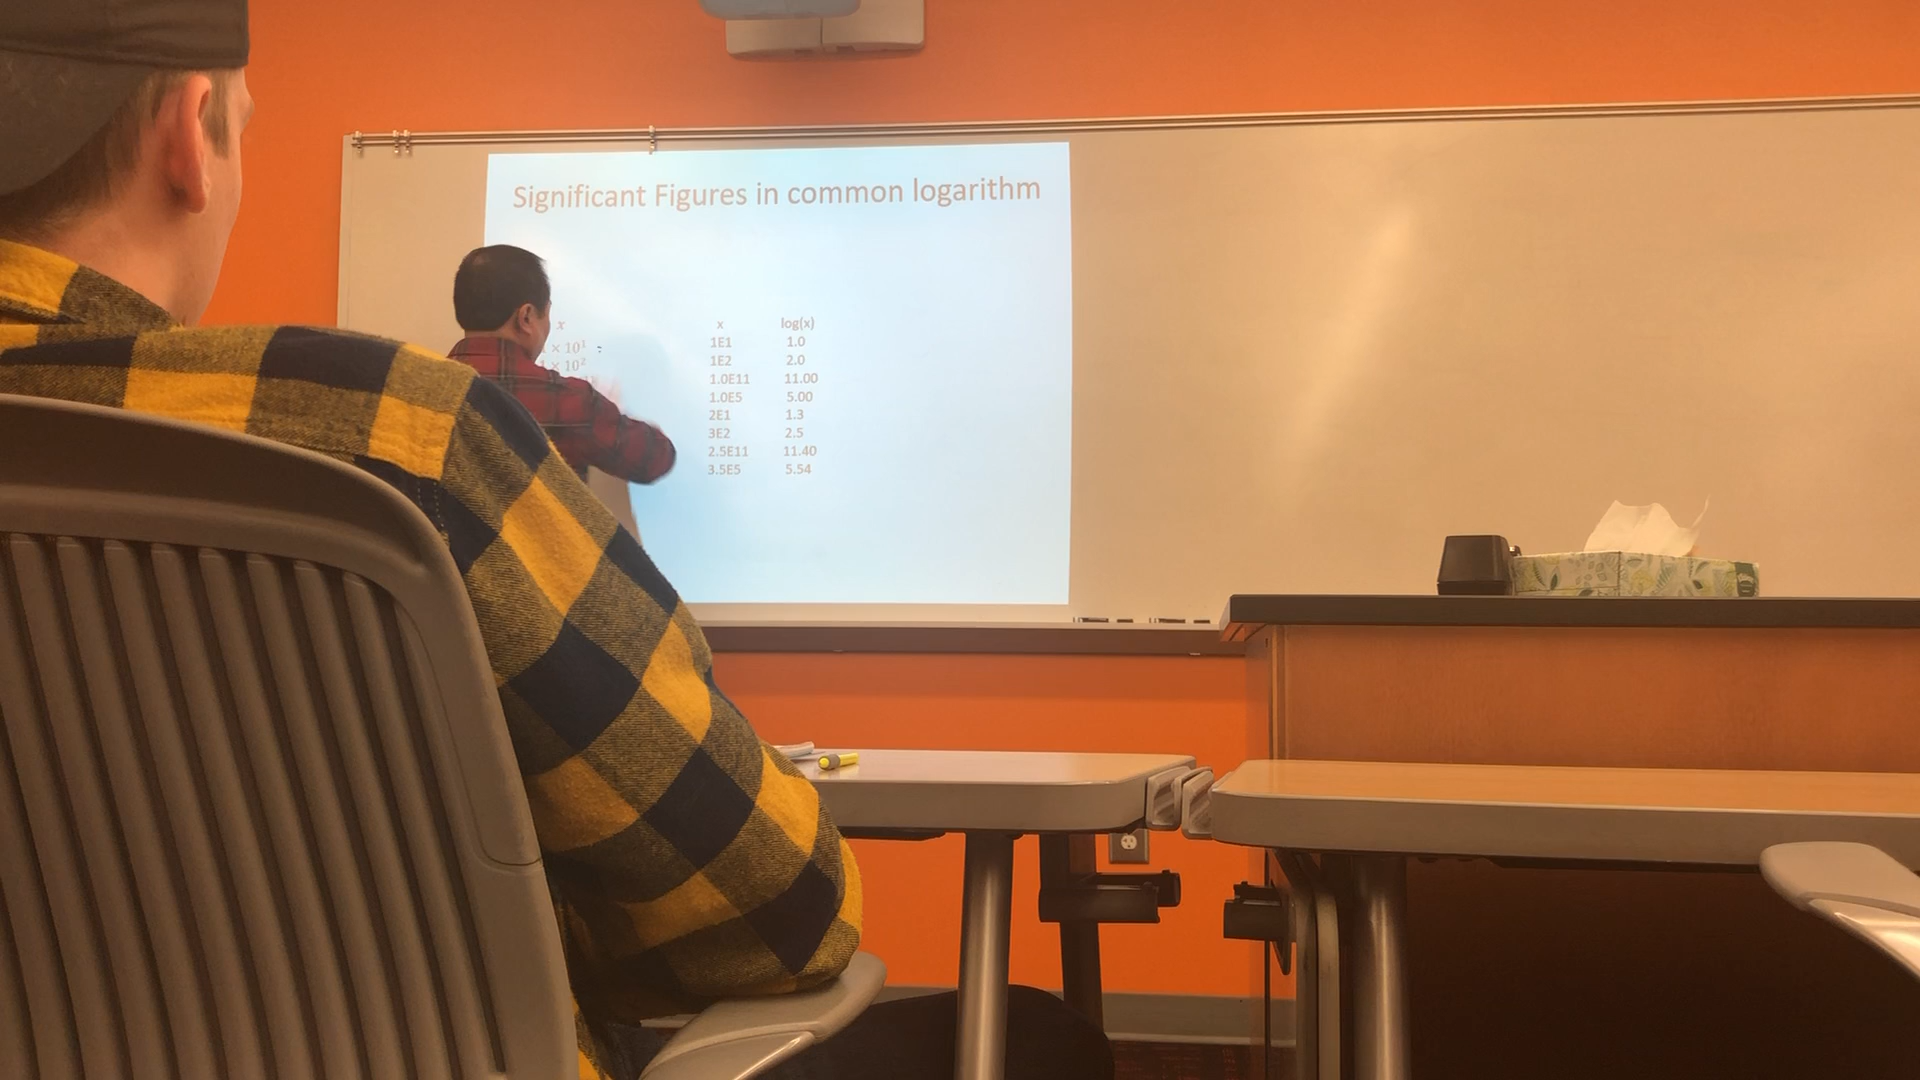 Significant Figures in common logarithm
x
× 10¹
× 10²
x log(x)
1E1 1.0
1E2 2.0
1.0E11 11.00
1.0E5 5.00
2E1 1.3
3E2 2.5
2.5E11 11.40
3.5E5 5.54